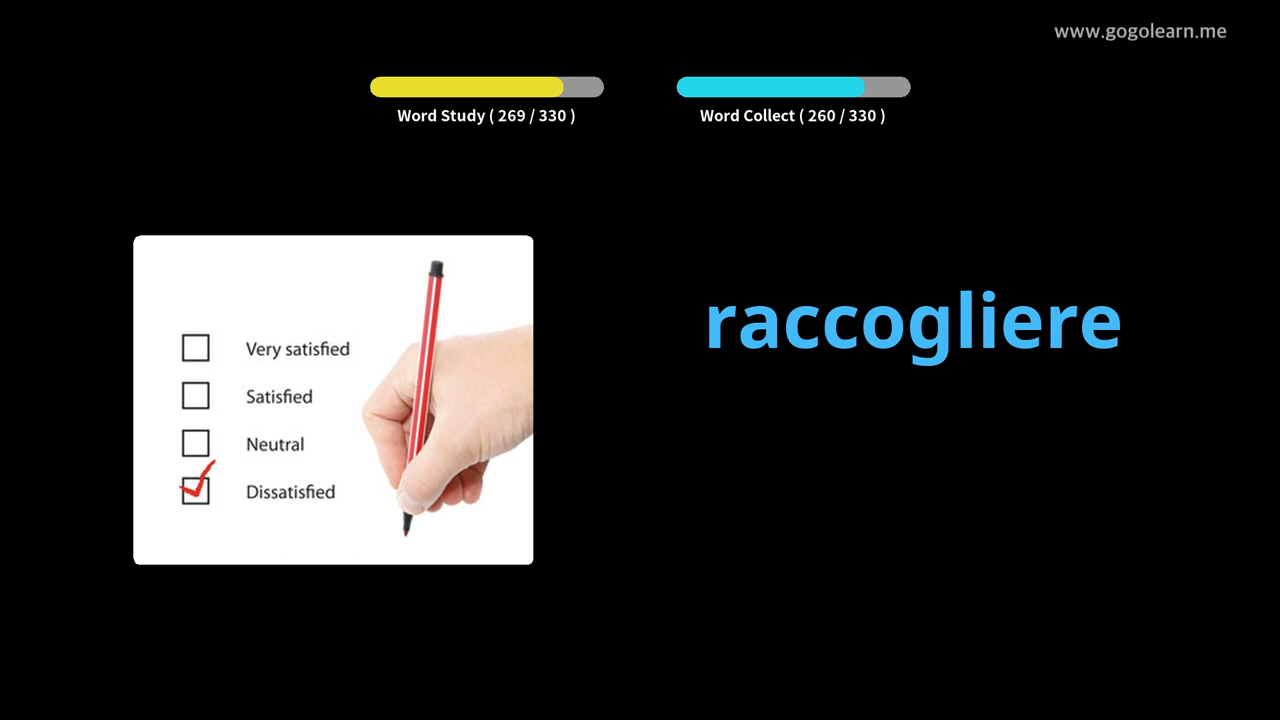 www.gogolearn.me
Word Study ( 269 / 330 )
Word Collect ( 260 / 330 )
raccogliere
Very satisfied
Satisfied
Neutral
Dissatisfied